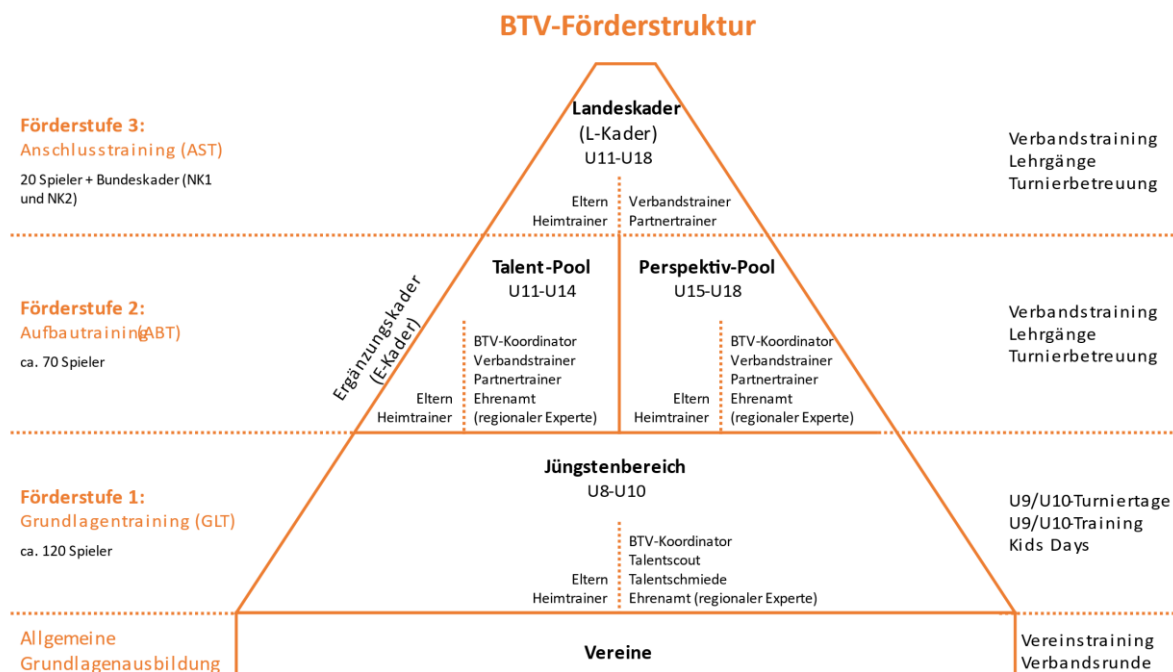 BTV-Förderstruktur
Förderstufe 3:
Anschlusstraining (AST)
20 Spieler + Bundeskader (NK1
und NK2)
Landeskader
(L-Kader)
U11-U18
Eltern
Heimtrainer
Verbandstrainer
Partnertrainer
Verbandstraining
Lehrgänge
Turnierbetreuung
Förderstufe 2:
Aufbautraining (ABT)
ca. 70 Spieler
Ergänzungskader
(E-Kader)
Talent-Pool
U11-U14
Eltern
Heimtrainer
BTV-Koordinator
Verbandstrainer
Partnertrainer
Ehrenamt
(regionaler Experte)
Perspektiv-Pool
U15-U18
Eltern
Heimtrainer
BTV-Koordinator
Verbandstrainer
Partnertrainer
Ehrenamt
(regionaler Experte)
Verbandstraining
Lehrgänge
Turnierbetreuung
Förderstufe 1:
Grundlagentraining (GLT)
ca. 120 Spieler
Jüngstenbereich
U8-U10
Eltern
Heimtrainer
BTV-Koordinator
Talentscout
Talentschmiede
Ehrenamt (regionaler Experte)
U9/U10-Turniertage
U9/U10-Training
Kids Days
Allgemeine
Grundlagenausbildung
Vereine
Vereinstraining
Verbandsrunde